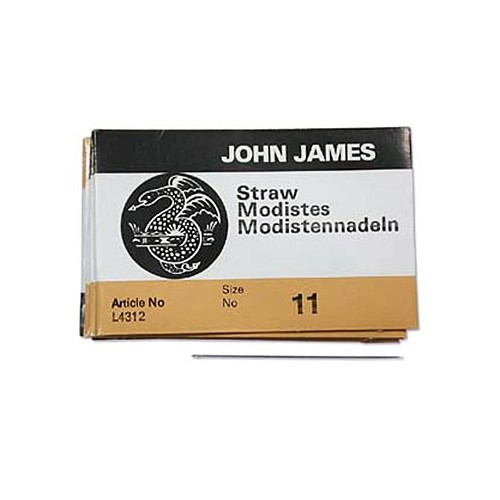 JOHN JAMES
Straw
Modistes
Modistennadeln
Article No
L4312
Size
No
11